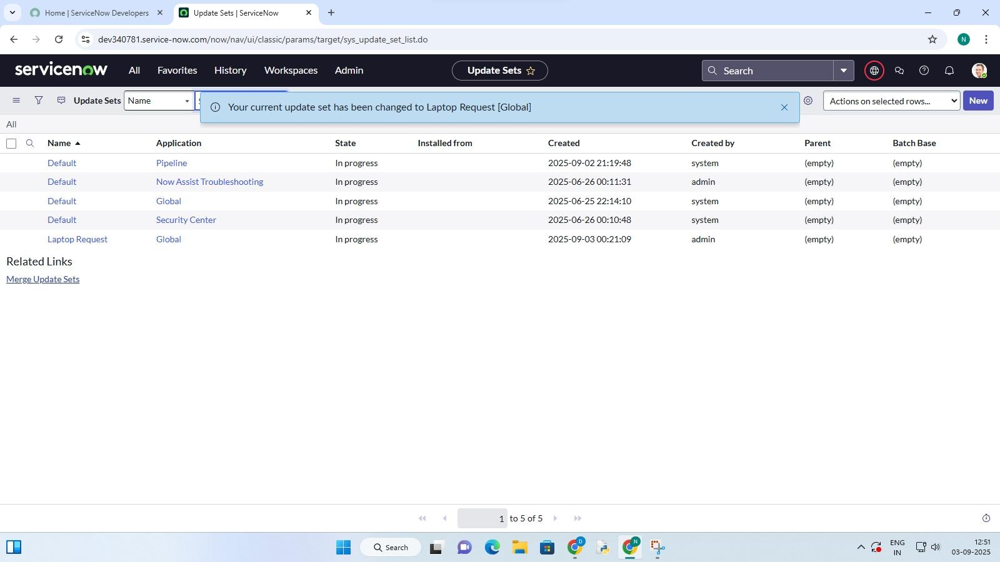 Home | ServiceNow Developers
Update Sets | ServiceNow
dev340781.service-now.com/now/nav/ui/classic/params/target/sys_update_set_list.do
N
servicenow
All Favorites History Workspaces Admin
Update Sets
Search
Update Sets Name
Your current update set has been changed to Laptop Request [Global]
Actions on selected rows...
New
All
Name Application State Installed from Created Created by Parent Batch Base
Default Pipeline In progress 2025-09-02 21:19:48 system (empty) (empty)
Default Now Assist Troubleshooting In progress 2025-06-26 00:11:31 admin (empty) (empty)
Default Global In progress 2025-06-25 22:14:10 system (empty) (empty)
Default Security Center In progress 2025-06-26 00:10:48 system (empty) (empty)
Laptop Request Global In progress 2025-09-03 00:21:09 admin (empty) (empty)
Related Links
Merge Update Sets
1 to 5 of 5
Search
D
N
ENG
IN
12:51
03-09-2025